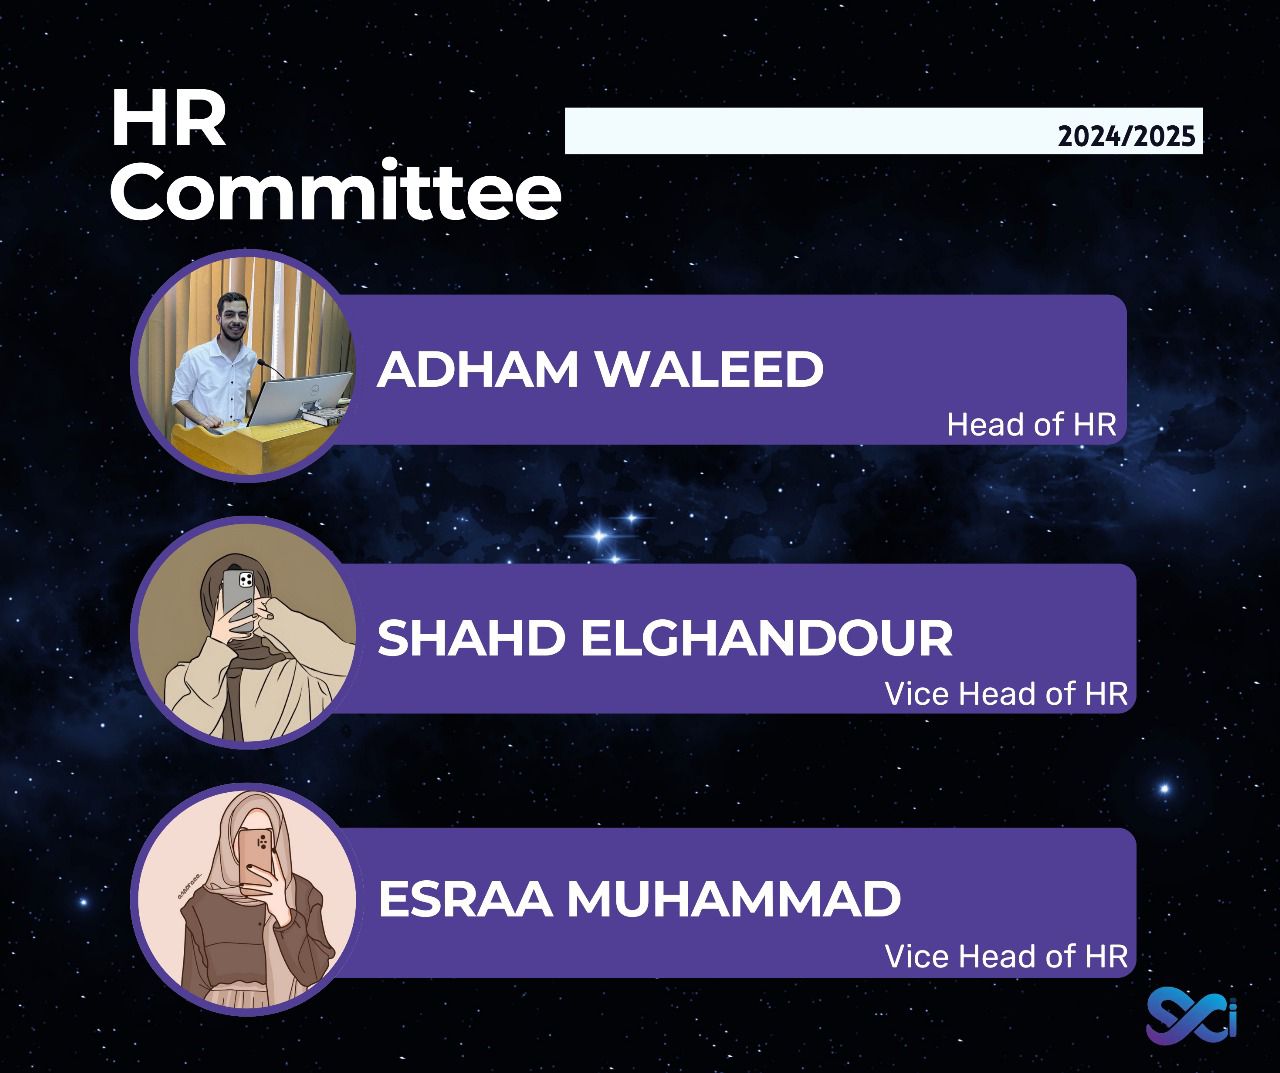 HR
Committee
2024/2025
ADHAM WALEED
Head of HR
SHAHD ELGHANDOUR
Vice Head of HR
ESRAA MUHAMMAD
Vice Head of HR
SCi